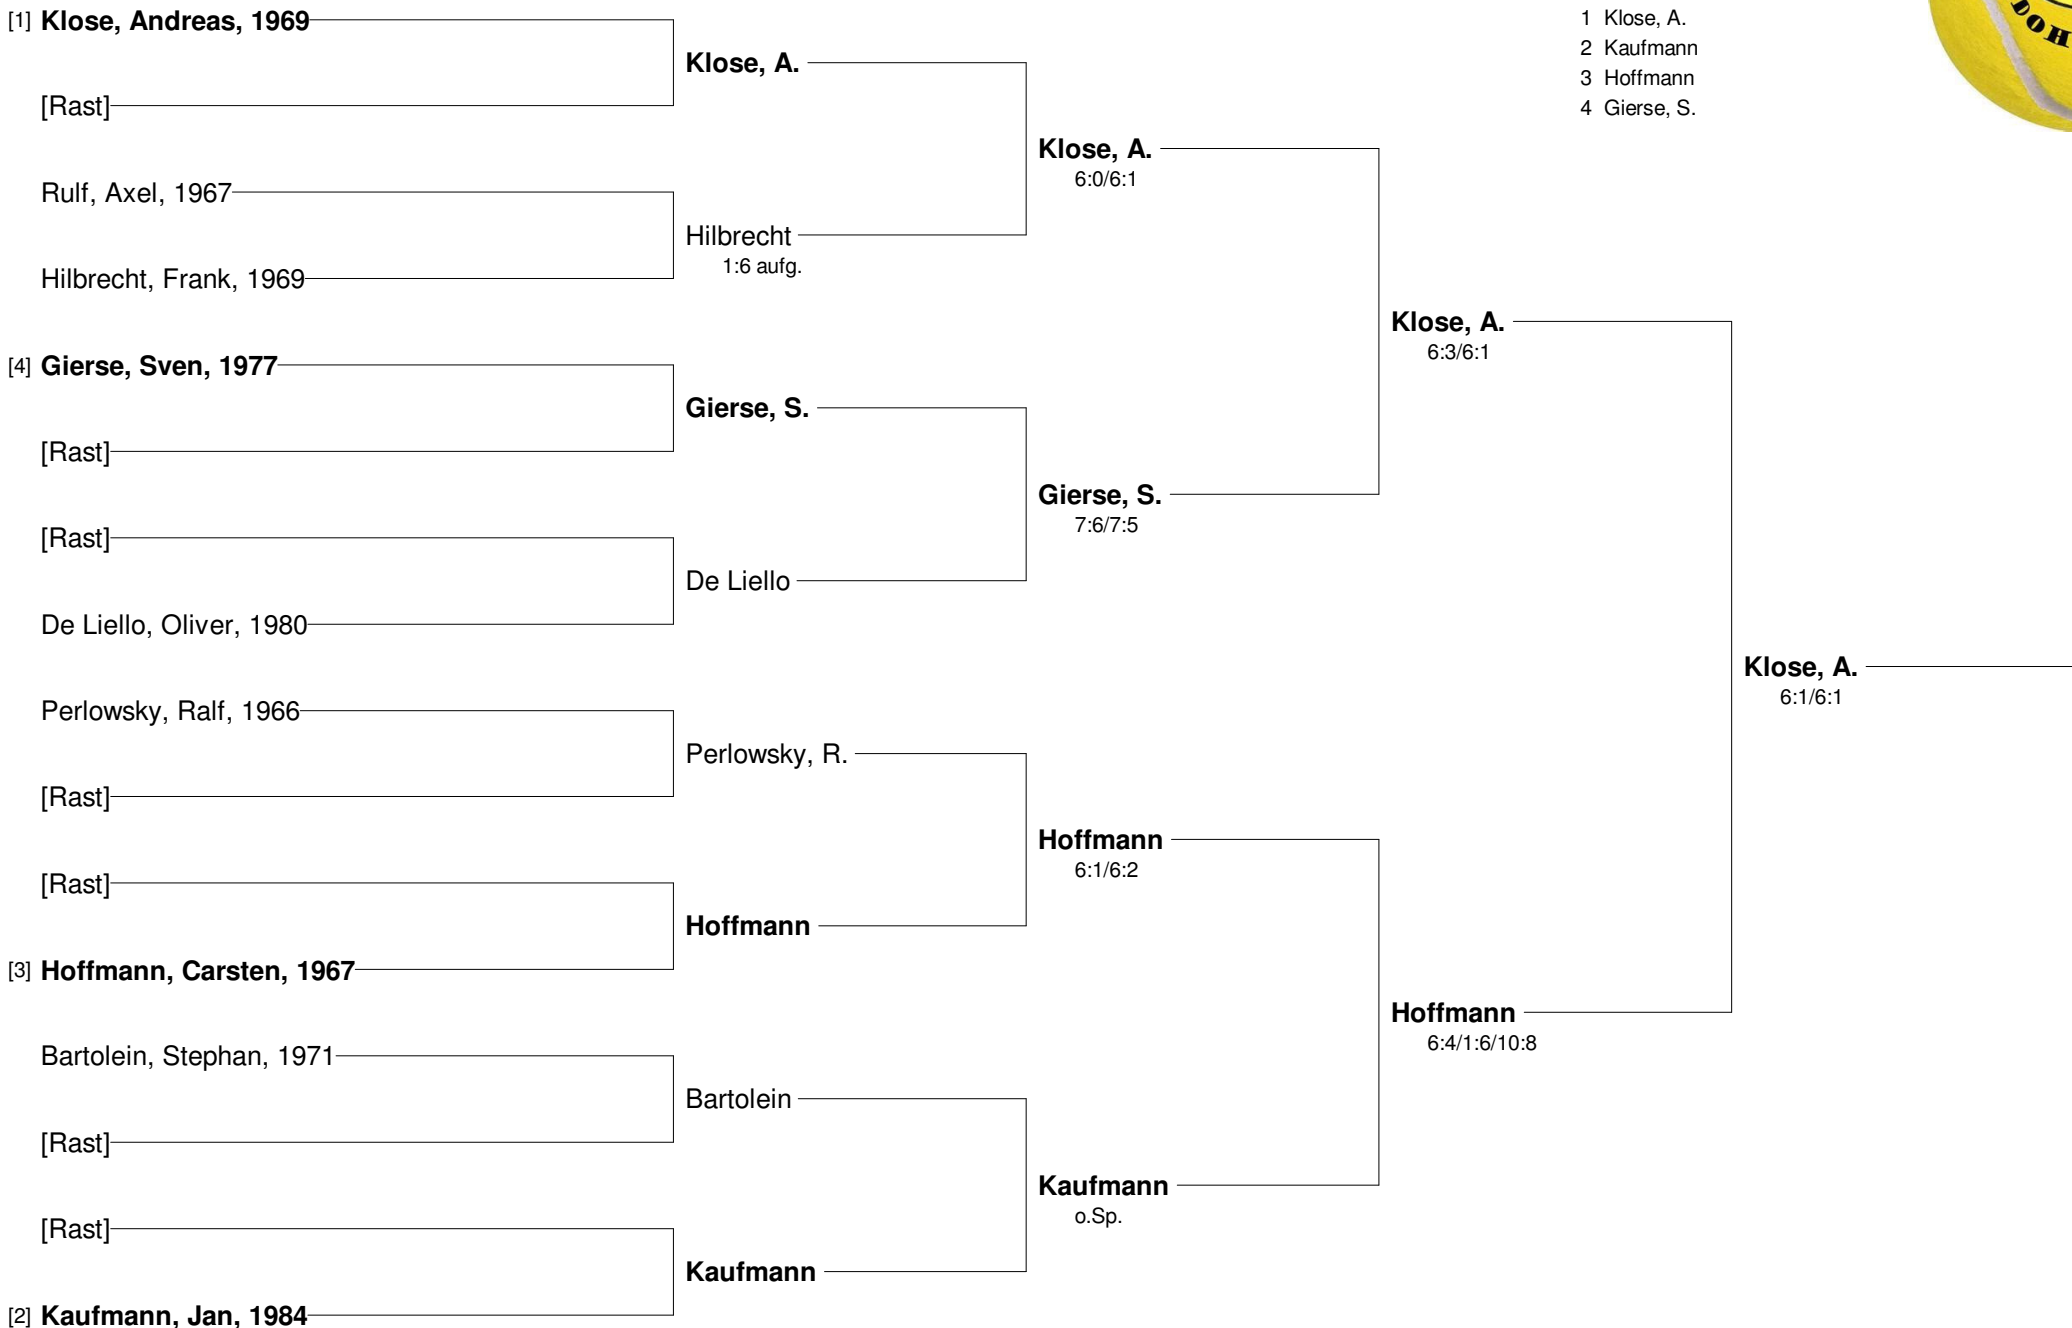 [1] Klose, Andreas, 1969
[Rast]
Rulf, Axel, 1967
Hilbrecht, Frank, 1969
[4] Gierse, Sven, 1977
[Rast]
[Rast]
De Liello, Oliver, 1980
Perlowsky, Ralf, 1966
[Rast]
[Rast]
[3] Hoffmann, Carsten, 1967
Bartolein, Stephan, 1971
[Rast]
[Rast]
[2] Kaufmann, Jan, 1984
Klose, A.
Hilbrecht
1:6 aufg.
Gierse, S.
De Liello
Perlowsky, R.
Hoffmann
Bartolein
Kaufmann
Klose, A.
6:0/6:1
Gierse, S.
7:6/7:5
Hoffmann
6:1/6:2
Kaufmann
o.Sp.
Klose, A.
6:3/6:1
Hoffmann
6:4/1:6/10:8
Klose, A.
6:1/6:1
1 Klose, A.
2 Kaufmann
3 Hoffmann
4 Gierse, S.